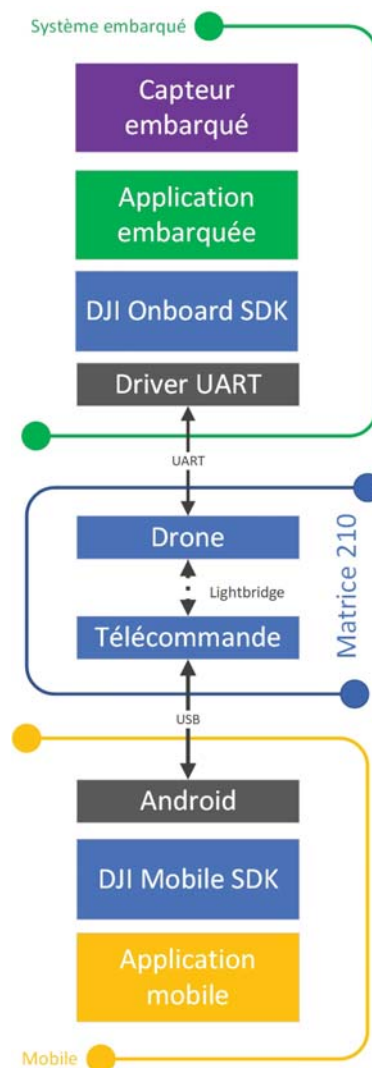 Système embarqué
Capteur
embarqué
Application
embarquée
DJI Onboard SDK
Driver UART
UART
Drone
Lightbridge
Télécommande
Matrice 210
USB
Android
DJI Mobile SDK
Application
mobile
Mobile